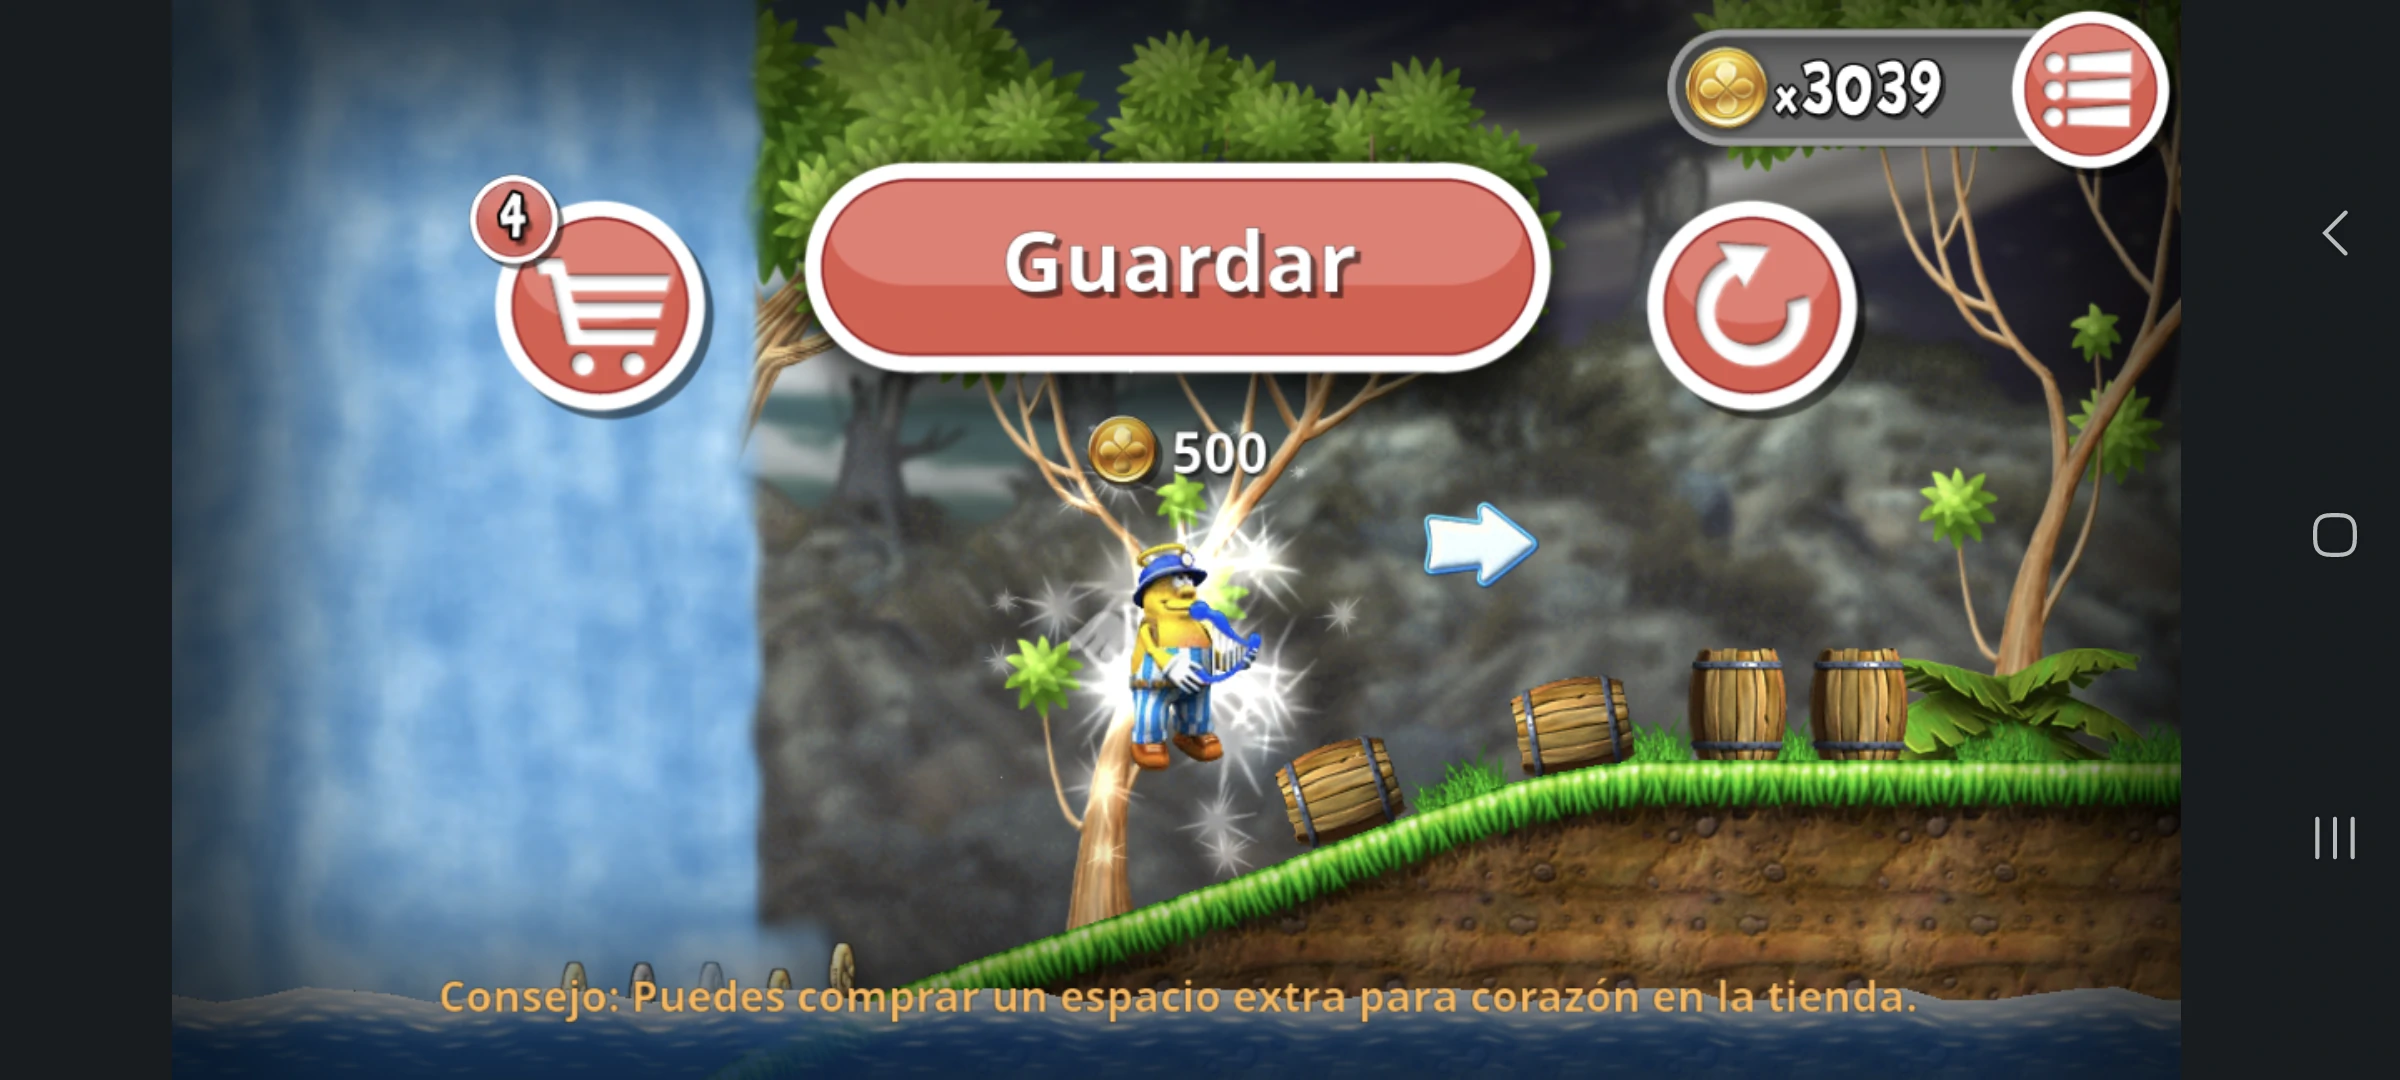 x3039
4
Guardar
500
Consejo: Puedes comprar un espacio extra para corazón en la tienda.